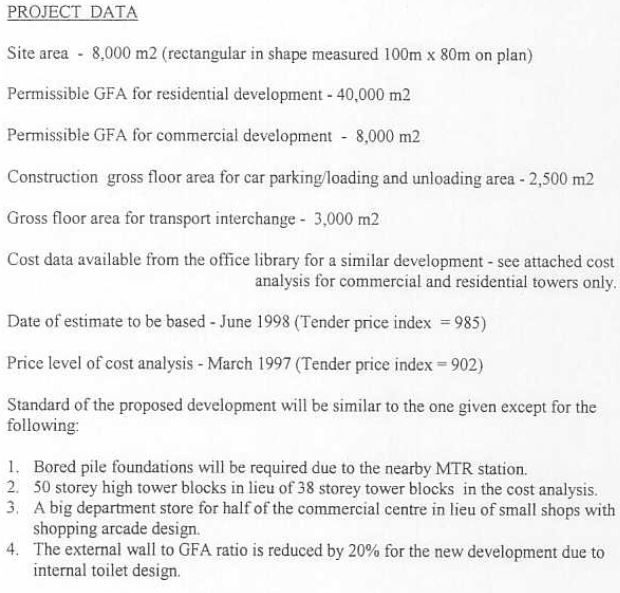 PROJECT DATA
Site area - 8,000 m2 (rectangular in shape measured 100m x 80m on plan)
Permissible GFA for residential development - 40,000 m2
Permissible GFA for commercial development - 8,000 m2
Construction gross floor area for car parking/loading and unloading area - 2,500 m2
Gross floor area for transport interchange - 3,000 m2
Cost data available from the office library for a similar development - see attached cost
analysis for commercial and residential towers only.
Date of estimate to be based - June 1998 (Tender price index = 985)
Price level of cost analysis - March 1997 (Tender price index = 902)
Standard of the proposed development will be similar to the one given except for the
following:
1. Bored pile foundations will be required due to the nearby MTR station.
2. 50 storey high tower blocks in lieu of 38 storey tower blocks in the cost analysis.
3. A big department store for half of the commercial centre in lieu of small shops with
shopping arcade design.
4. The external wall to GFA ratio is reduced by 20% for the new development due to
internal toilet design.